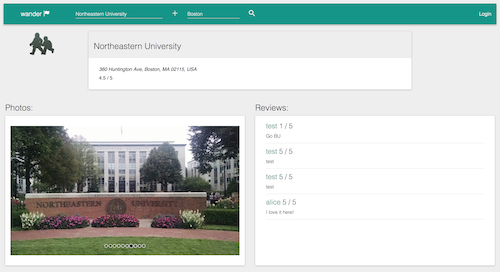 wander
Northeastern University
+
Boston
Login
Northeastern University
360 Huntington Ave, Boston, MA 02115, USA
4.5 / 5
Photos:
Reviews:
NORTHEASTERN UNIVERSITY
test 1 / 5
Go BU
test 5 / 5
test
test 5 / 5
test
alice 5 / 5
I love it here!